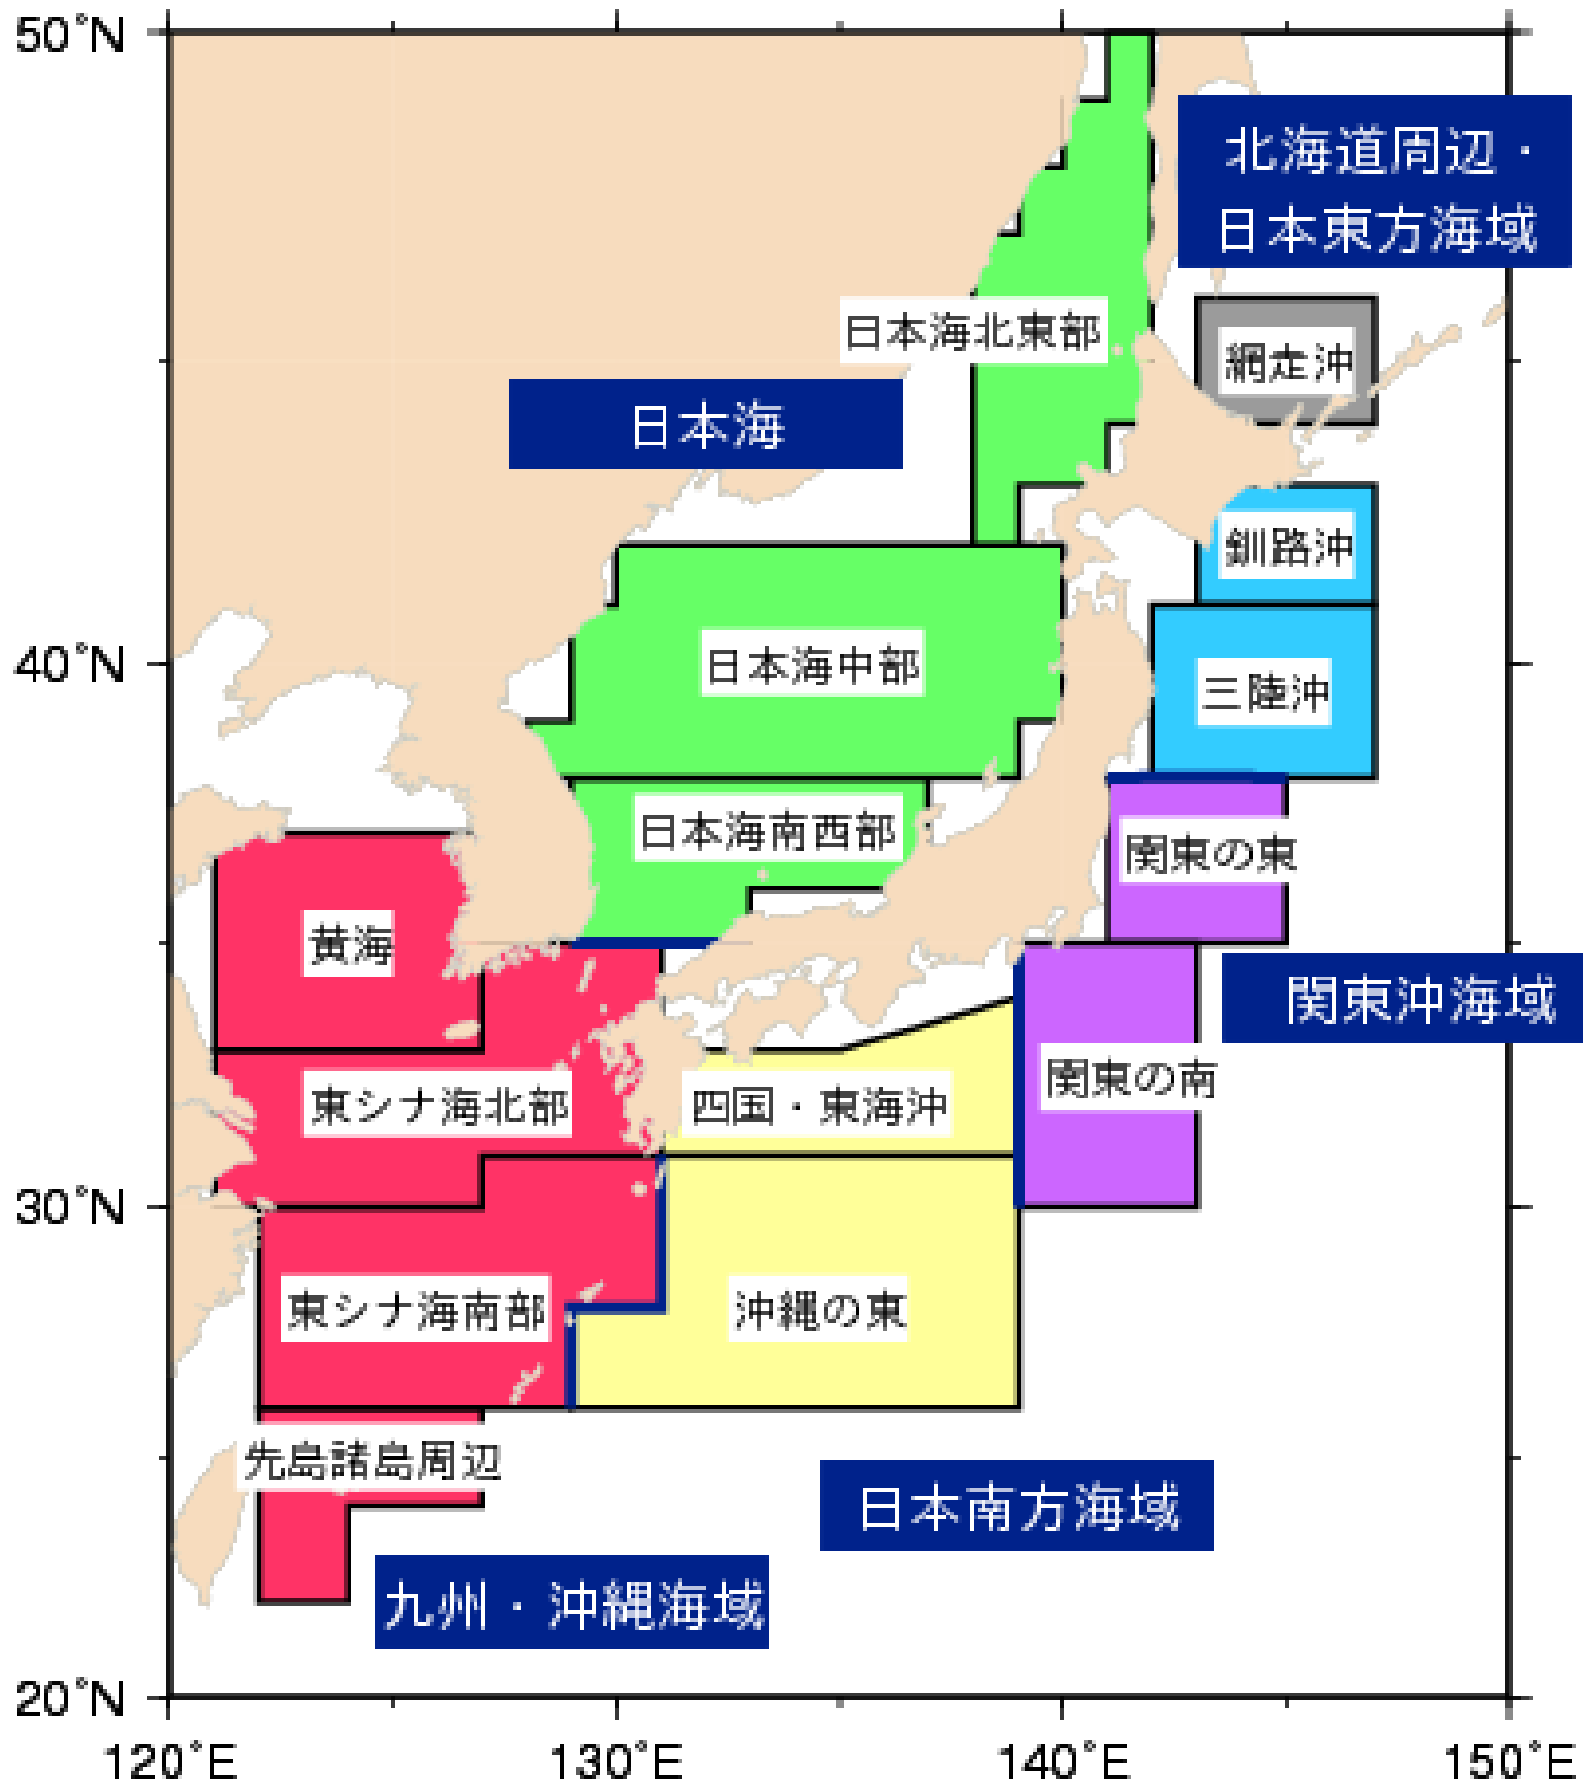 50°N
北海道周辺・
日本東方海域
日本海北東部
網走沖
日本海
釧路沖
40°N
日本海中部
三陸沖
日本海南西部
関東の東
黄海
関東沖海域
関東の南
東シナ海北部
四国・東海沖
30°N
東シナ海南部
沖縄の東
先島諸島周辺
日本南方海域
九州・沖縄海域
20°N
120°E
130°E
140°E
150°E